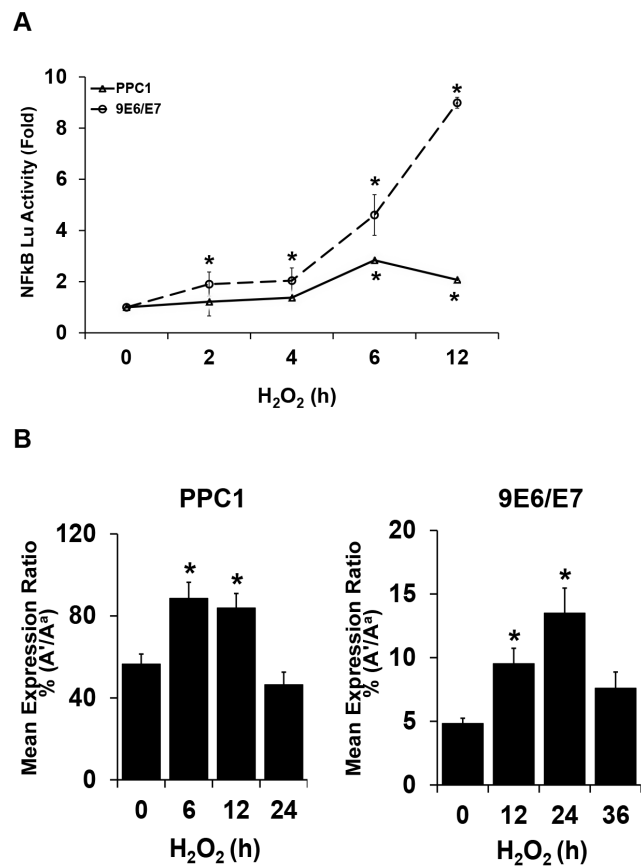 A
10
8
6
4
2
0
NFkB Lu Activity (Fold)
PPC1
9E6/E7
*
*
*
*
*
*
0 2 4 6 12
H₂O₂ (h)
B
PPC1
120
80
40
0
Mean Expression Ratio
% (A'/Aª)
* *
0 6 12 24
H₂O₂ (h)
9E6/E7
20
15
10
5
0
Mean Expression Ratio
% (A'/Aª)
*
*
0 12 24 36
H₂O₂ (h)